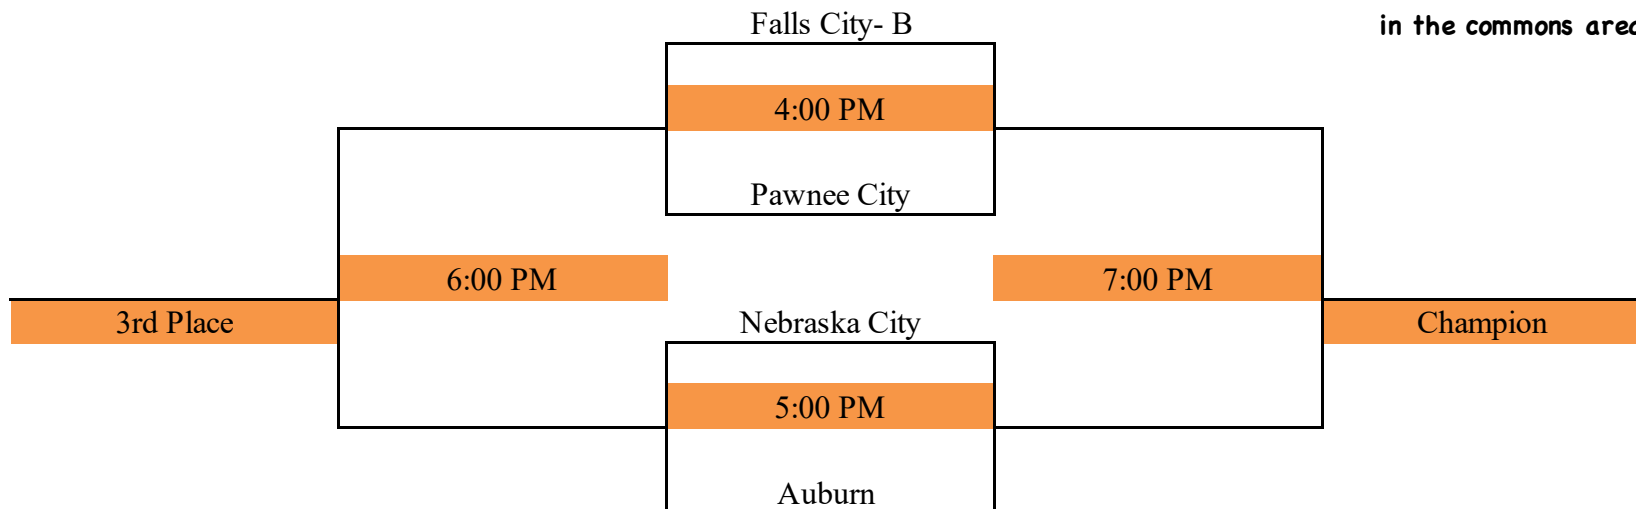 Falls City- B
in the commons area
4:00 PM
Pawnee City
6:00 PM
7:00 PM
3rd Place
Nebraska City
Champion
5:00 PM
Auburn